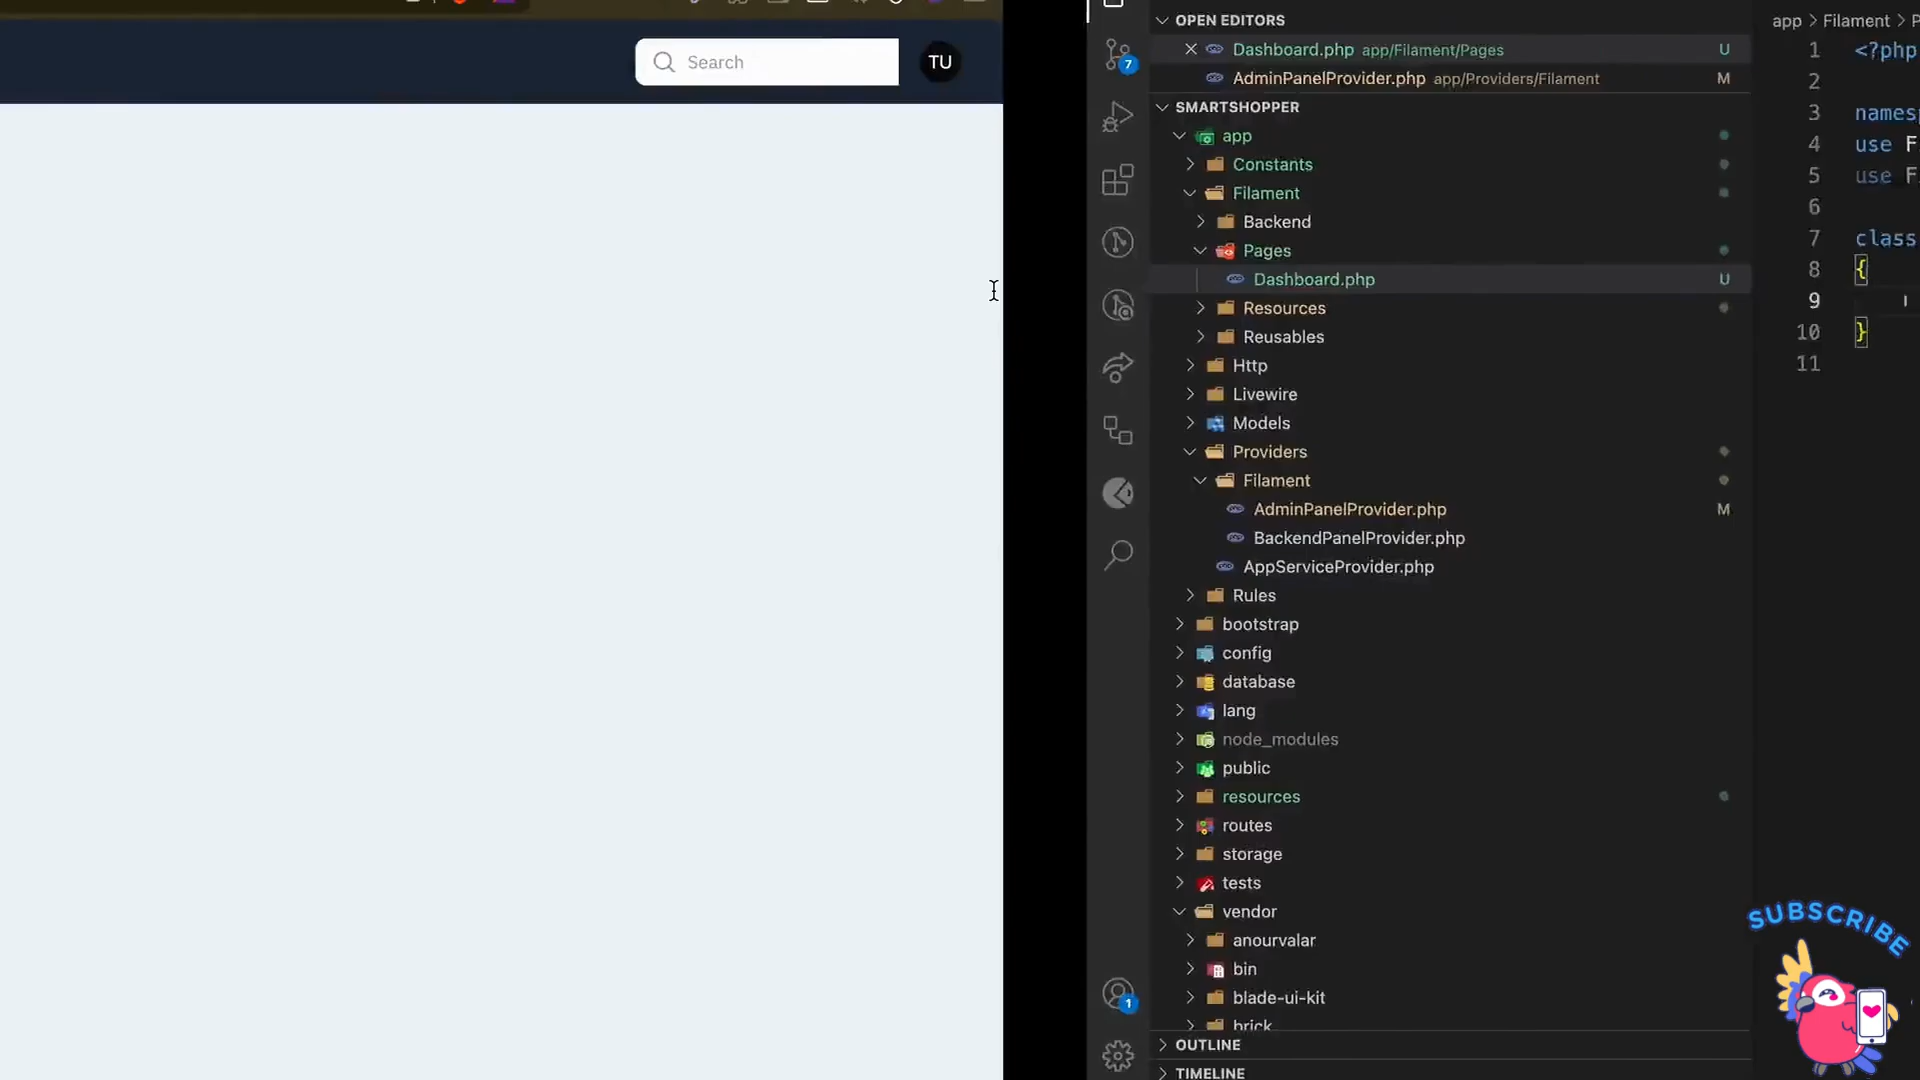 Search
TU
OPEN EDITORS
Dashboard.php app/Filament/Pages U
AdminPanelProvider.php app/Providers/Filament M
7
SMARTSHOPPER
app
Constants
Filament
Backend
Pages
Dashboard.php U
Resources
Reusables
Http
Livewire
Models
Providers
Filament
AdminPanelProvider.php M
BackendPanelProvider.php
AppServiceProvider.php
Rules
bootstrap
config
database
lang
node_modules
public
resources
routes
storage
tests
vendor
anourvalar
bin
blade-ui-kit
brick
1
OUTLINE
TIMELINE
app > Filament > P
1 <?php
2
3 namesp
4 use F
5 use F
6
7 class
8 {
9
10 }
11
SUBSCRIBE